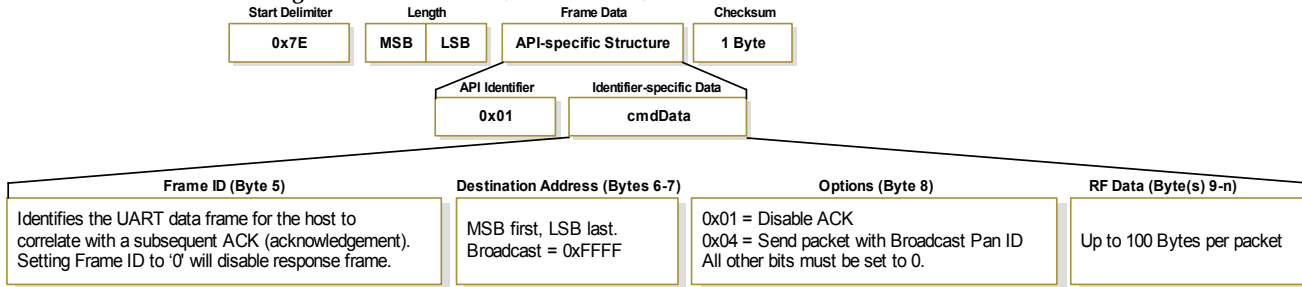 Start Delimiter Length Frame Data Checksum
0x7E MSB LSB API-specific Structure 1 Byte
API Identifier Identifier-specific Data
0x01 cmdData
Frame ID (Byte 5)
Identifies the UART data frame for the host to
correlate with a subsequent ACK (acknowledgement).
Setting Frame ID to ‘0' will disable response frame.
Destination Address (Bytes 6-7)
MSB first, LSB last.
Broadcast = 0xFFFF
Options (Byte 8)
0x01 = Disable ACK
0x04 = Send packet with Broadcast Pan ID
All other bits must be set to 0.
RF Data (Byte(s) 9-n)
Up to 100 Bytes per packet